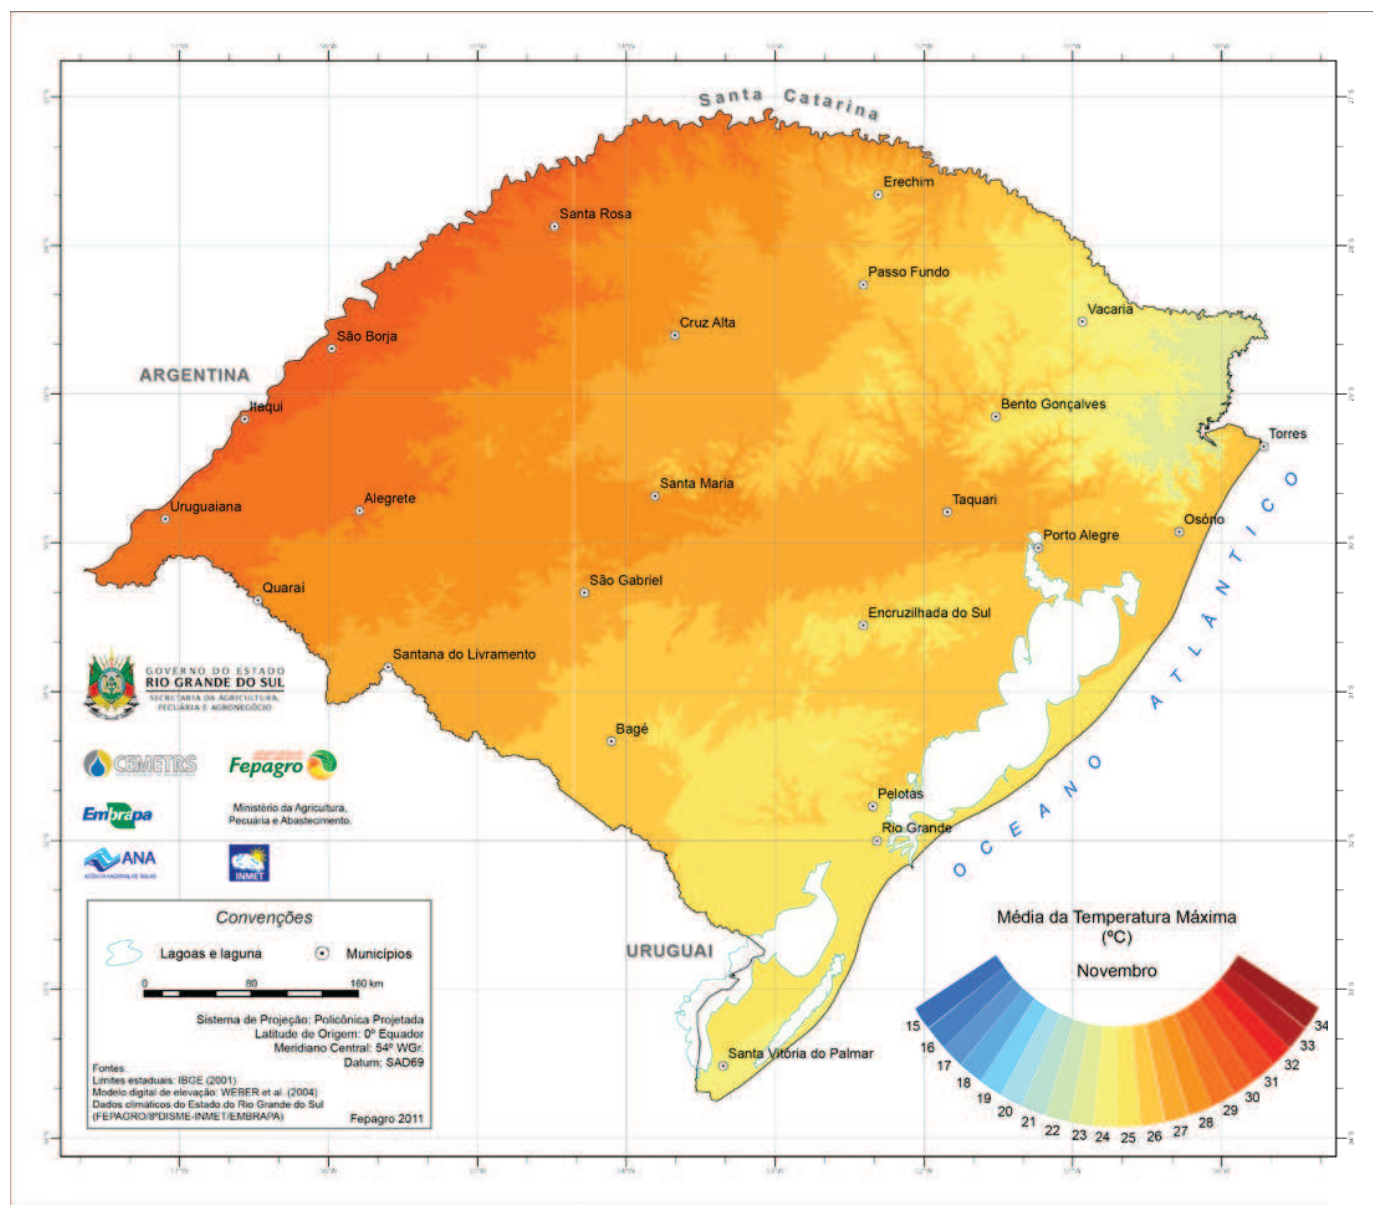 Santa Catarina
Erechim
Santa Rosa
Passo Fundo
Vacaria
Cruz Alta
São Borja
ARGENTINA
Itaqui
Bento Gonçalves
Torres
Santa Maria
Alegrete
Taquari
Uruguaiana
Osório
Porto Alegre
São Gabriel
Quaraí
Encruzilhada do Sul
Santana do Livramento
Bagé
Pelotas
Rio Grande
OCEANO ATLÂNTICO
URUGUAI
Santa Vitória do Palmar
GOVERNO DO ESTADO
RIO GRANDE DO SUL
SECRETARIA DA AGRICULTURA,
PECUÁRIA E AGRONEGÓCIO
CEMETRS
Fepagro
Embrapa
Ministério da Agricultura,
Pecuária e Abastecimento.
ANA
AGÊNCIA NACIONAL DE ÁGUAS
INMET
Convenções
Lagoas e laguna
Municípios
0 80 160 km
Sistema de Projeção: Policônica Projetada
Latitude de Origem: 0º Equador
Meridiano Central: 54º WGr.
Datum: SAD69
Fontes:
Limites estaduais: IBGE (2001)
Modelo digital de elevação: WEBER et al. (2004)
Dados climáticos do Estado do Rio Grande do Sul
(FEPAGRO/8ºDISME-INMET/EMBRAPA)
Fepagro 2011
Média da Temperatura Máxima
(ºC)
Novembro
15 16 17 18 19 20 21 22 23 24 25 26 27 28 29 30 31 32 33 34